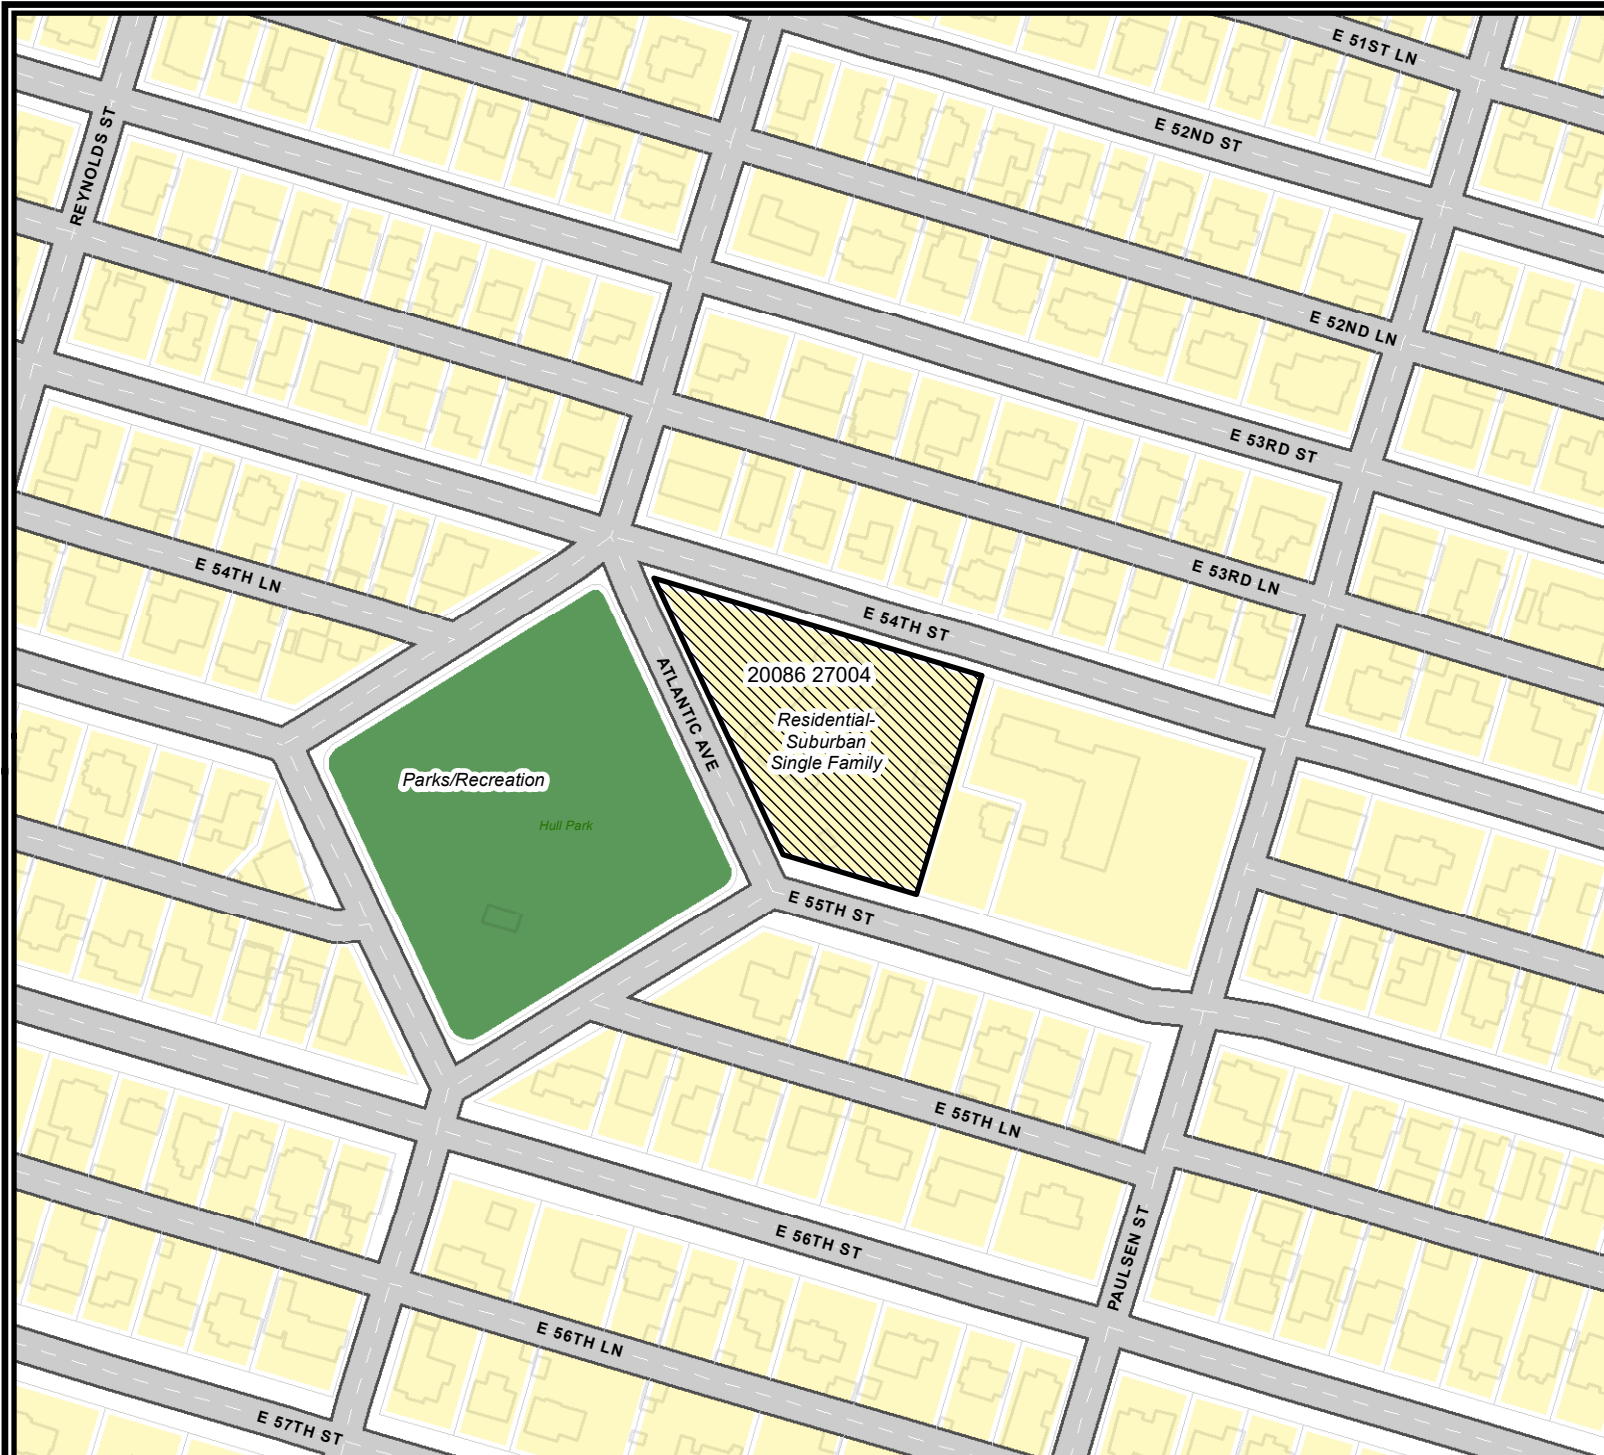 E 51ST LN
E 52ND ST
REYNOLDS ST
E 52ND LN
E 53RD ST
E 54TH LN
E 53RD LN
E 54TH ST
20086 27004
ATLANTIC AVE
Residential-
Suburban
Single Family
Parks/Recreation
Hull Park
E 55TH ST
E 55TH LN
E 56TH ST
PAULSEN ST
E 56TH LN
E 57TH ST